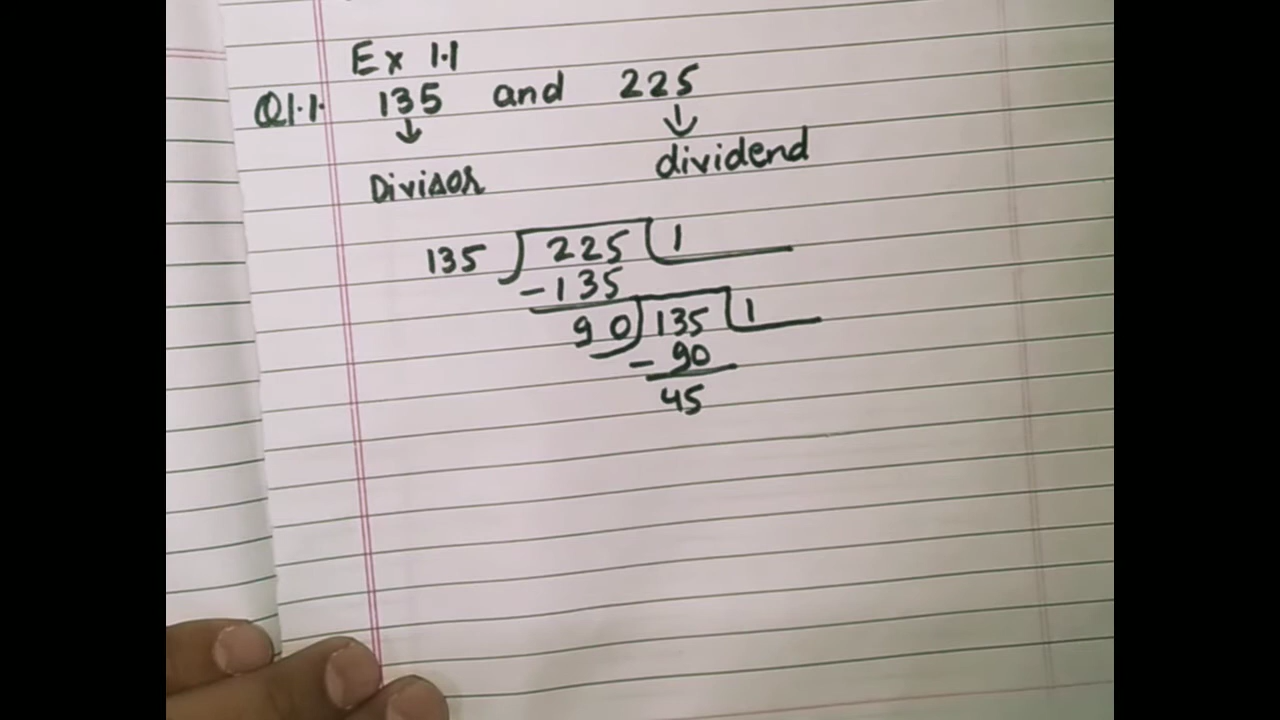 Ex 1.1
Q1.1. 135 and 225
↓ ↓
Divisor dividend
135 ) 225 ( 1
-135
90 ) 135 ( 1
- 90
45